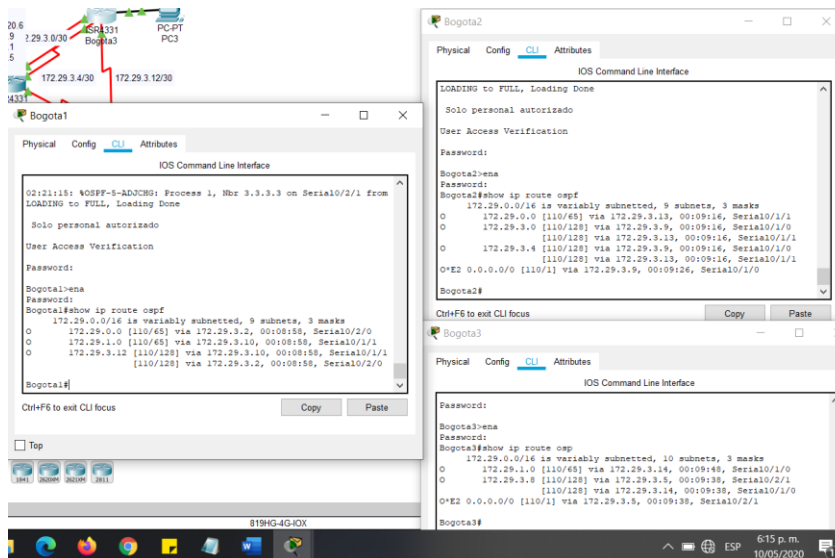 20.6
.9
.1
.5
2.29.3.0/30
ISR4331
Bogota3
PC-PT
PC3
172.29.3.4/30
172.29.3.12/30
4331
Bogota1
Physical Config CLI Attributes
IOS Command Line Interface
02:21:15: %OSPF-5-ADJCHG: Process 1, Nbr 3.3.3.3 on Serial0/2/1 from
LOADING to FULL, Loading Done
Solo personal autorizado
User Access Verification
Password:
Bogota1>ena
Password:
Bogota1#show ip route ospf
172.29.0.0/16 is variably subnetted, 9 subnets, 3 masks
O 172.29.0.0 [110/65] via 172.29.3.2, 00:08:58, Serial0/2/0
O 172.29.1.0 [110/65] via 172.29.3.10, 00:08:58, Serial0/1/1
O 172.29.3.12 [110/128] via 172.29.3.10, 00:08:58, Serial0/1/1
[110/128] via 172.29.3.2, 00:08:58, Serial0/2/0
Bogota1#
Ctrl+F6 to exit CLI focus
Copy Paste
Top
1941 2620XM 2621XM 2811
819HG-4G-IOX
Bogota2
Physical Config CLI Attributes
IOS Command Line Interface
LOADING to FULL, Loading Done
Solo personal autorizado
User Access Verification
Password:
Bogota2>ena
Password:
Bogota2#show ip route ospf
172.29.0.0/16 is variably subnetted, 9 subnets, 3 masks
O 172.29.0.0 [110/65] via 172.29.3.13, 00:09:16, Serial0/1/1
O 172.29.3.0 [110/128] via 172.29.3.9, 00:09:16, Serial0/1/0
[110/128] via 172.29.3.13, 00:09:16, Serial0/1/1
O 172.29.3.4 [110/128] via 172.29.3.9, 00:09:16, Serial0/1/0
[110/128] via 172.29.3.13, 00:09:16, Serial0/1/1
O*E2 0.0.0.0/0 [110/1] via 172.29.3.9, 00:09:26, Serial0/1/0
Bogota2#
Ctrl+F6 to exit CLI focus
Copy Paste
Bogota3
Physical Config CLI Attributes
IOS Command Line Interface
Password:
Bogota3>ena
Password:
Bogota3#show ip route osp
172.29.0.0/16 is variably subnetted, 10 subnets, 3 masks
O 172.29.1.0 [110/65] via 172.29.3.14, 00:09:48, Serial0/1/0
O 172.29.3.8 [110/128] via 172.29.3.5, 00:09:38, Serial0/2/1
[110/128] via 172.29.3.14, 00:09:38, Serial0/1/0
O*E2 0.0.0.0/0 [110/1] via 172.29.3.5, 00:09:38, Serial0/2/1
Bogota3#
ESP
6:15 p. m.
10/05/2020